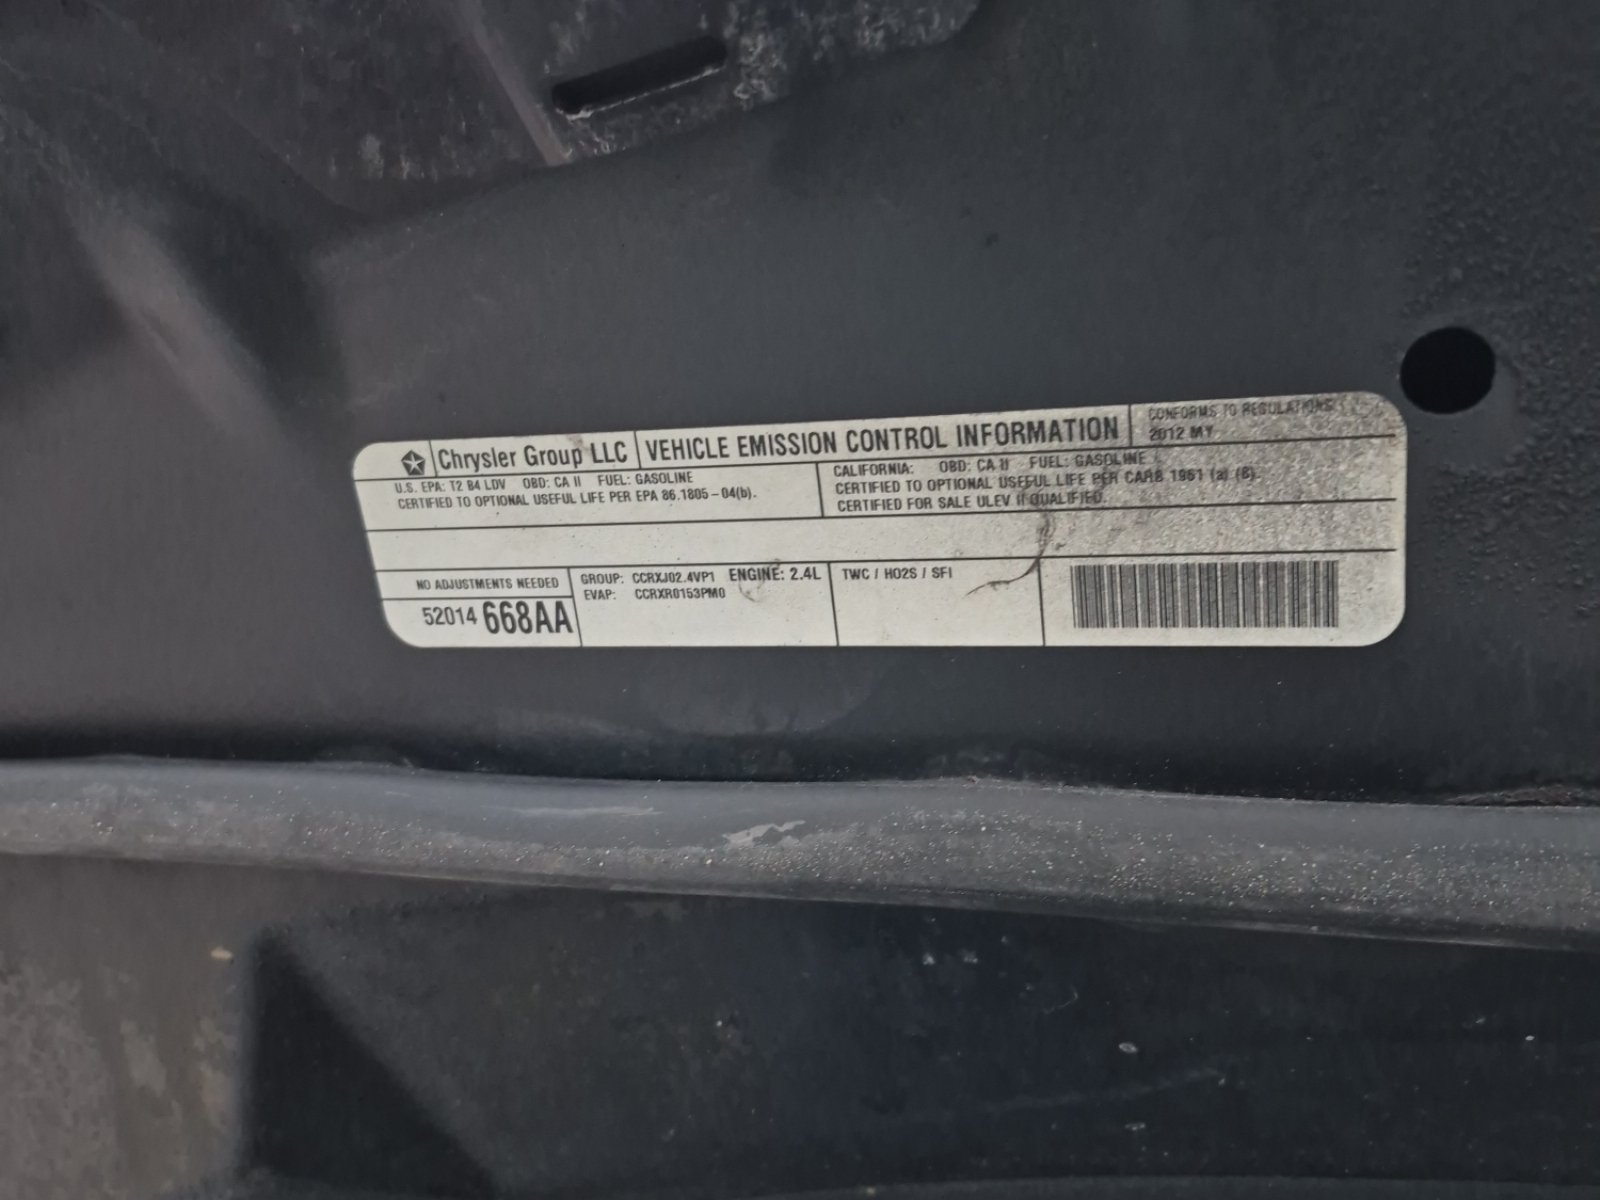 Chrysler Group LLC
VEHICLE EMISSION CONTROL INFORMATION
CONFORMS TO REGULATIONS:
2012 MY
U.S. EPA: T2 B4 LDV OBD: CA II FUEL: GASOLINE
CERTIFIED TO OPTIONAL USEFUL LIFE PER EPA 86.1805-04(b).
CALIFORNIA: OBD: CA II FUEL: GASOLINE
CERTIFIED TO OPTIONAL USEFUL LIFE PER CARB 1961 (a) (8).
CERTIFIED FOR SALE ULEV II QUALIFIED.
NO ADJUSTMENTS NEEDED
52014 668AA
GROUP: CCRXJ02.4VP1 ENGINE: 2.4L
EVAP: CCRXR0153PM0
TWC / HO2S / SFI